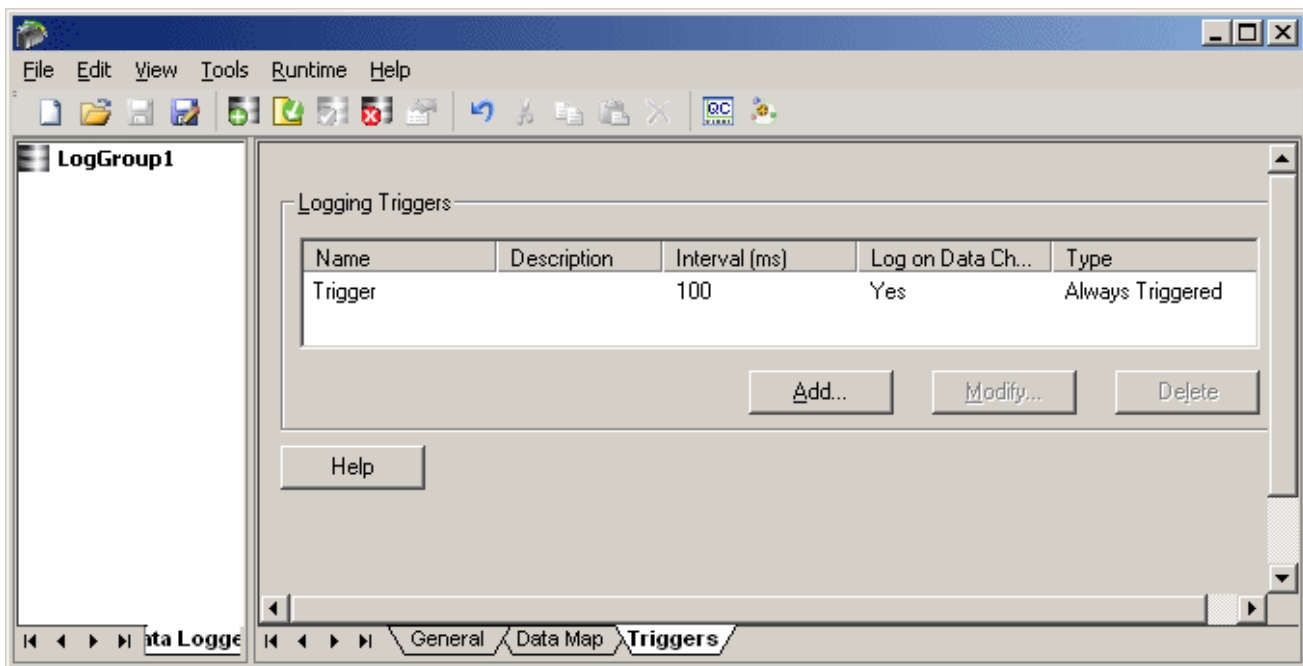 File Edit View Tools Runtime Help
QC
LogGroup1
Logging Triggers
Name Description Interval (ms) Log on Data Ch... Type
Trigger 100 Yes Always Triggered
Add... Modify... Delete
Help
ata Logge General Data Map Triggers